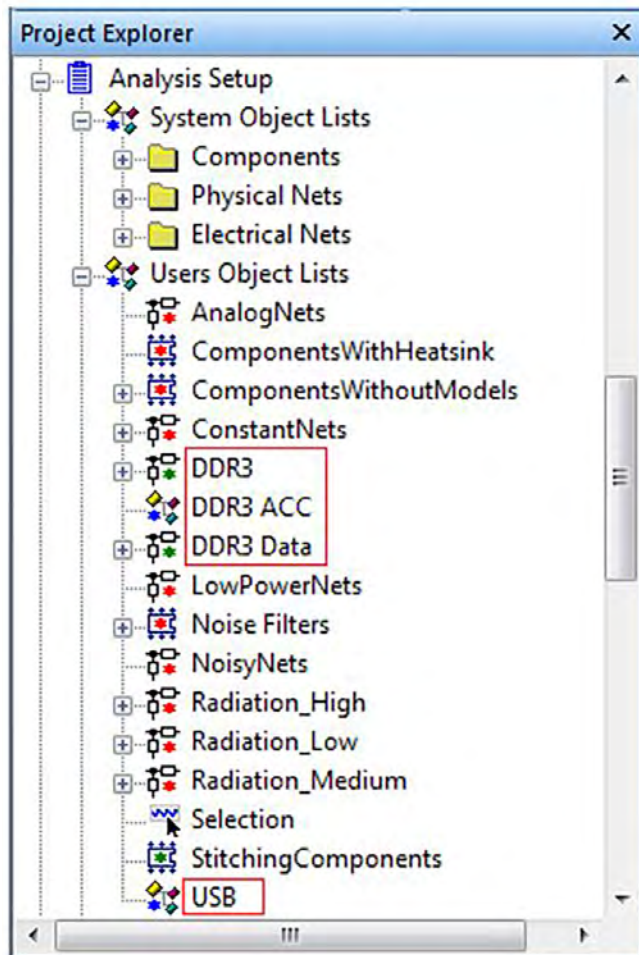 Project Explorer
Analysis Setup
System Object Lists
Components
Physical Nets
Electrical Nets
Users Object Lists
AnalogNets
ComponentsWithHeatsink
ComponentsWithoutModels
ConstantNets
DDR3
DDR3 ACC
DDR3 Data
LowPowerNets
Noise Filters
NoisyNets
Radiation_High
Radiation_Low
Radiation_Medium
Selection
StitchingComponents
USB